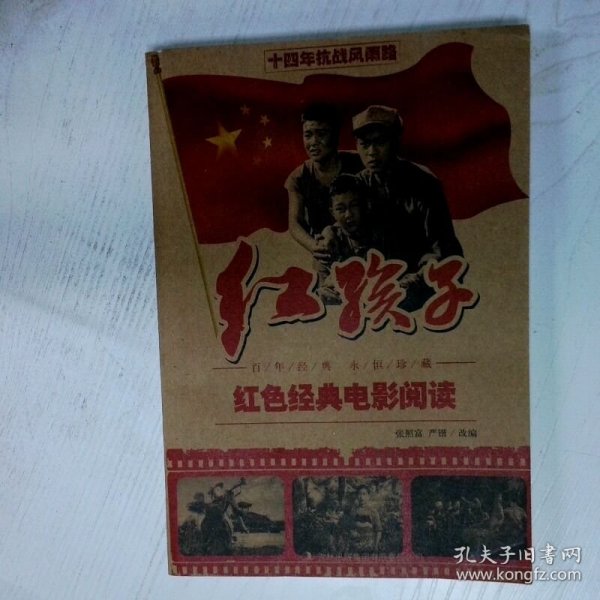 十四年抗战风雨路
红孩子
百/年/经/典 永/恒/珍/藏
红色经典电影阅读
张照富 严锴/改编
孔夫子旧书网
www.kongfz.com